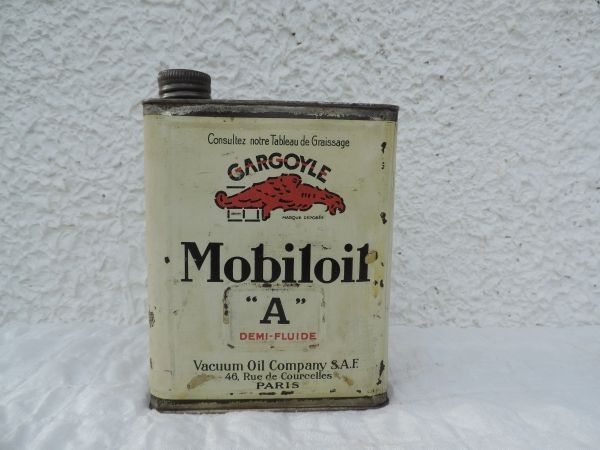 Consultez notre Tableau de Graissage
GARGOYLE
MARQUE DÉPOSÉE
Mobiloil
"A"
DEMI-FLUIDE
Vacuum Oil Company S.A.F.
46, Rue de Courcelles
PARIS